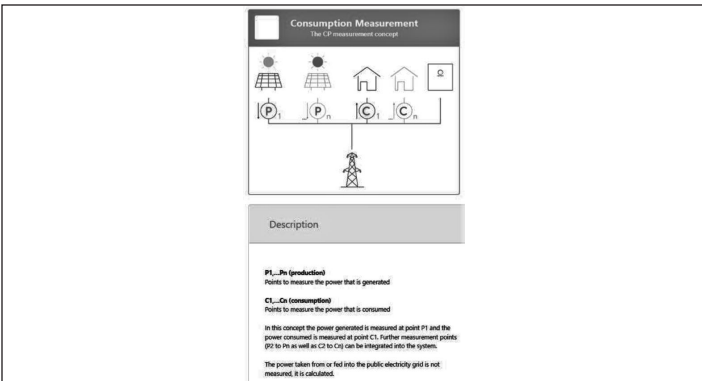 Consumption Measurement
The CP measurement concept
P1 Pn C1 Cn
Description
P1,...Pn (production)
Points to measure the power that is generated
C1,...Cn (consumption)
Points to measure the power that is consumed
In this concept the power generated is measured at point P1 and the
power consumed is measured at point C1. Further measurement points
(P2 to Pn as well as C2 to Cn) can be integrated into the system.
The power taken from or fed into the public electricity grid is not
measured, it is calculated.